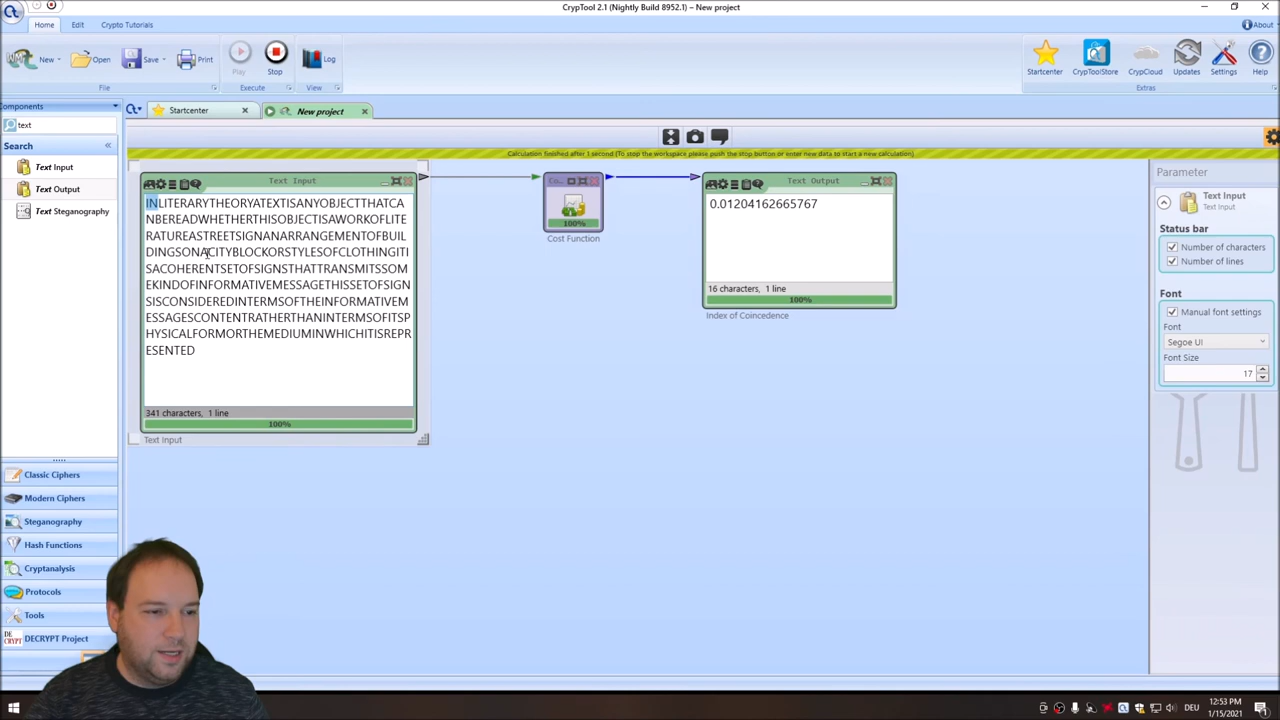 CrypTool 2.1 (Nightly Build 8952.1) – New project
Home Edit Crypto Tutorials About
New Open Save Print Play Stop Log Startcenter CrypToolStore CrypCloud Updates Settings Help
File Execute View Extras
Components
text
Search
Text Input
Text Output
Text Steganography
Classic Ciphers
Modern Ciphers
Steganography
Hash Functions
Cryptanalysis
Protocols
Tools
DECRYPT Project
Startcenter New project
Calculation finished after 1 second (To stop the workspace please push the stop button or enter new data to start a new calculation)
Text Input
INLITERARYTHEORYATEXTISANYOBJECTTHATCA
NBEREADWHETHERTHISOBJECTISAWORKOFLITE
RATUREASTREETSIGNANARRANGEMENTOFBUIL
DINGSONACITYBLOCKORSTYLESOFCLOTHINGITI
SACOHERENTSETOFSIGNSTHATTRANSMITSSOM
EKINDOFINFORMATIVEMESSAGETHISSETOFSIGN
SISCONSIDEREDINTERMSOFTHEINFORMATIVEM
ESSAGESCONTENTRATHERTHANINTERMSOFITSP
HYSICALFORMORTHEMEDIUMINWHICHITISREPR
ESENTED
341 characters, 1 line
100%
Text Input
Co...
100%
Cost Function
Text Output
0.01204162665767
16 characters, 1 line
100%
Index of Coincedence
Parameter
Text Input
Text Input
Status bar
Number of characters
Number of lines
Font
Manual font settings
Font
Segoe UI
Font Size
17
DEU
12:53 PM
1/15/2021